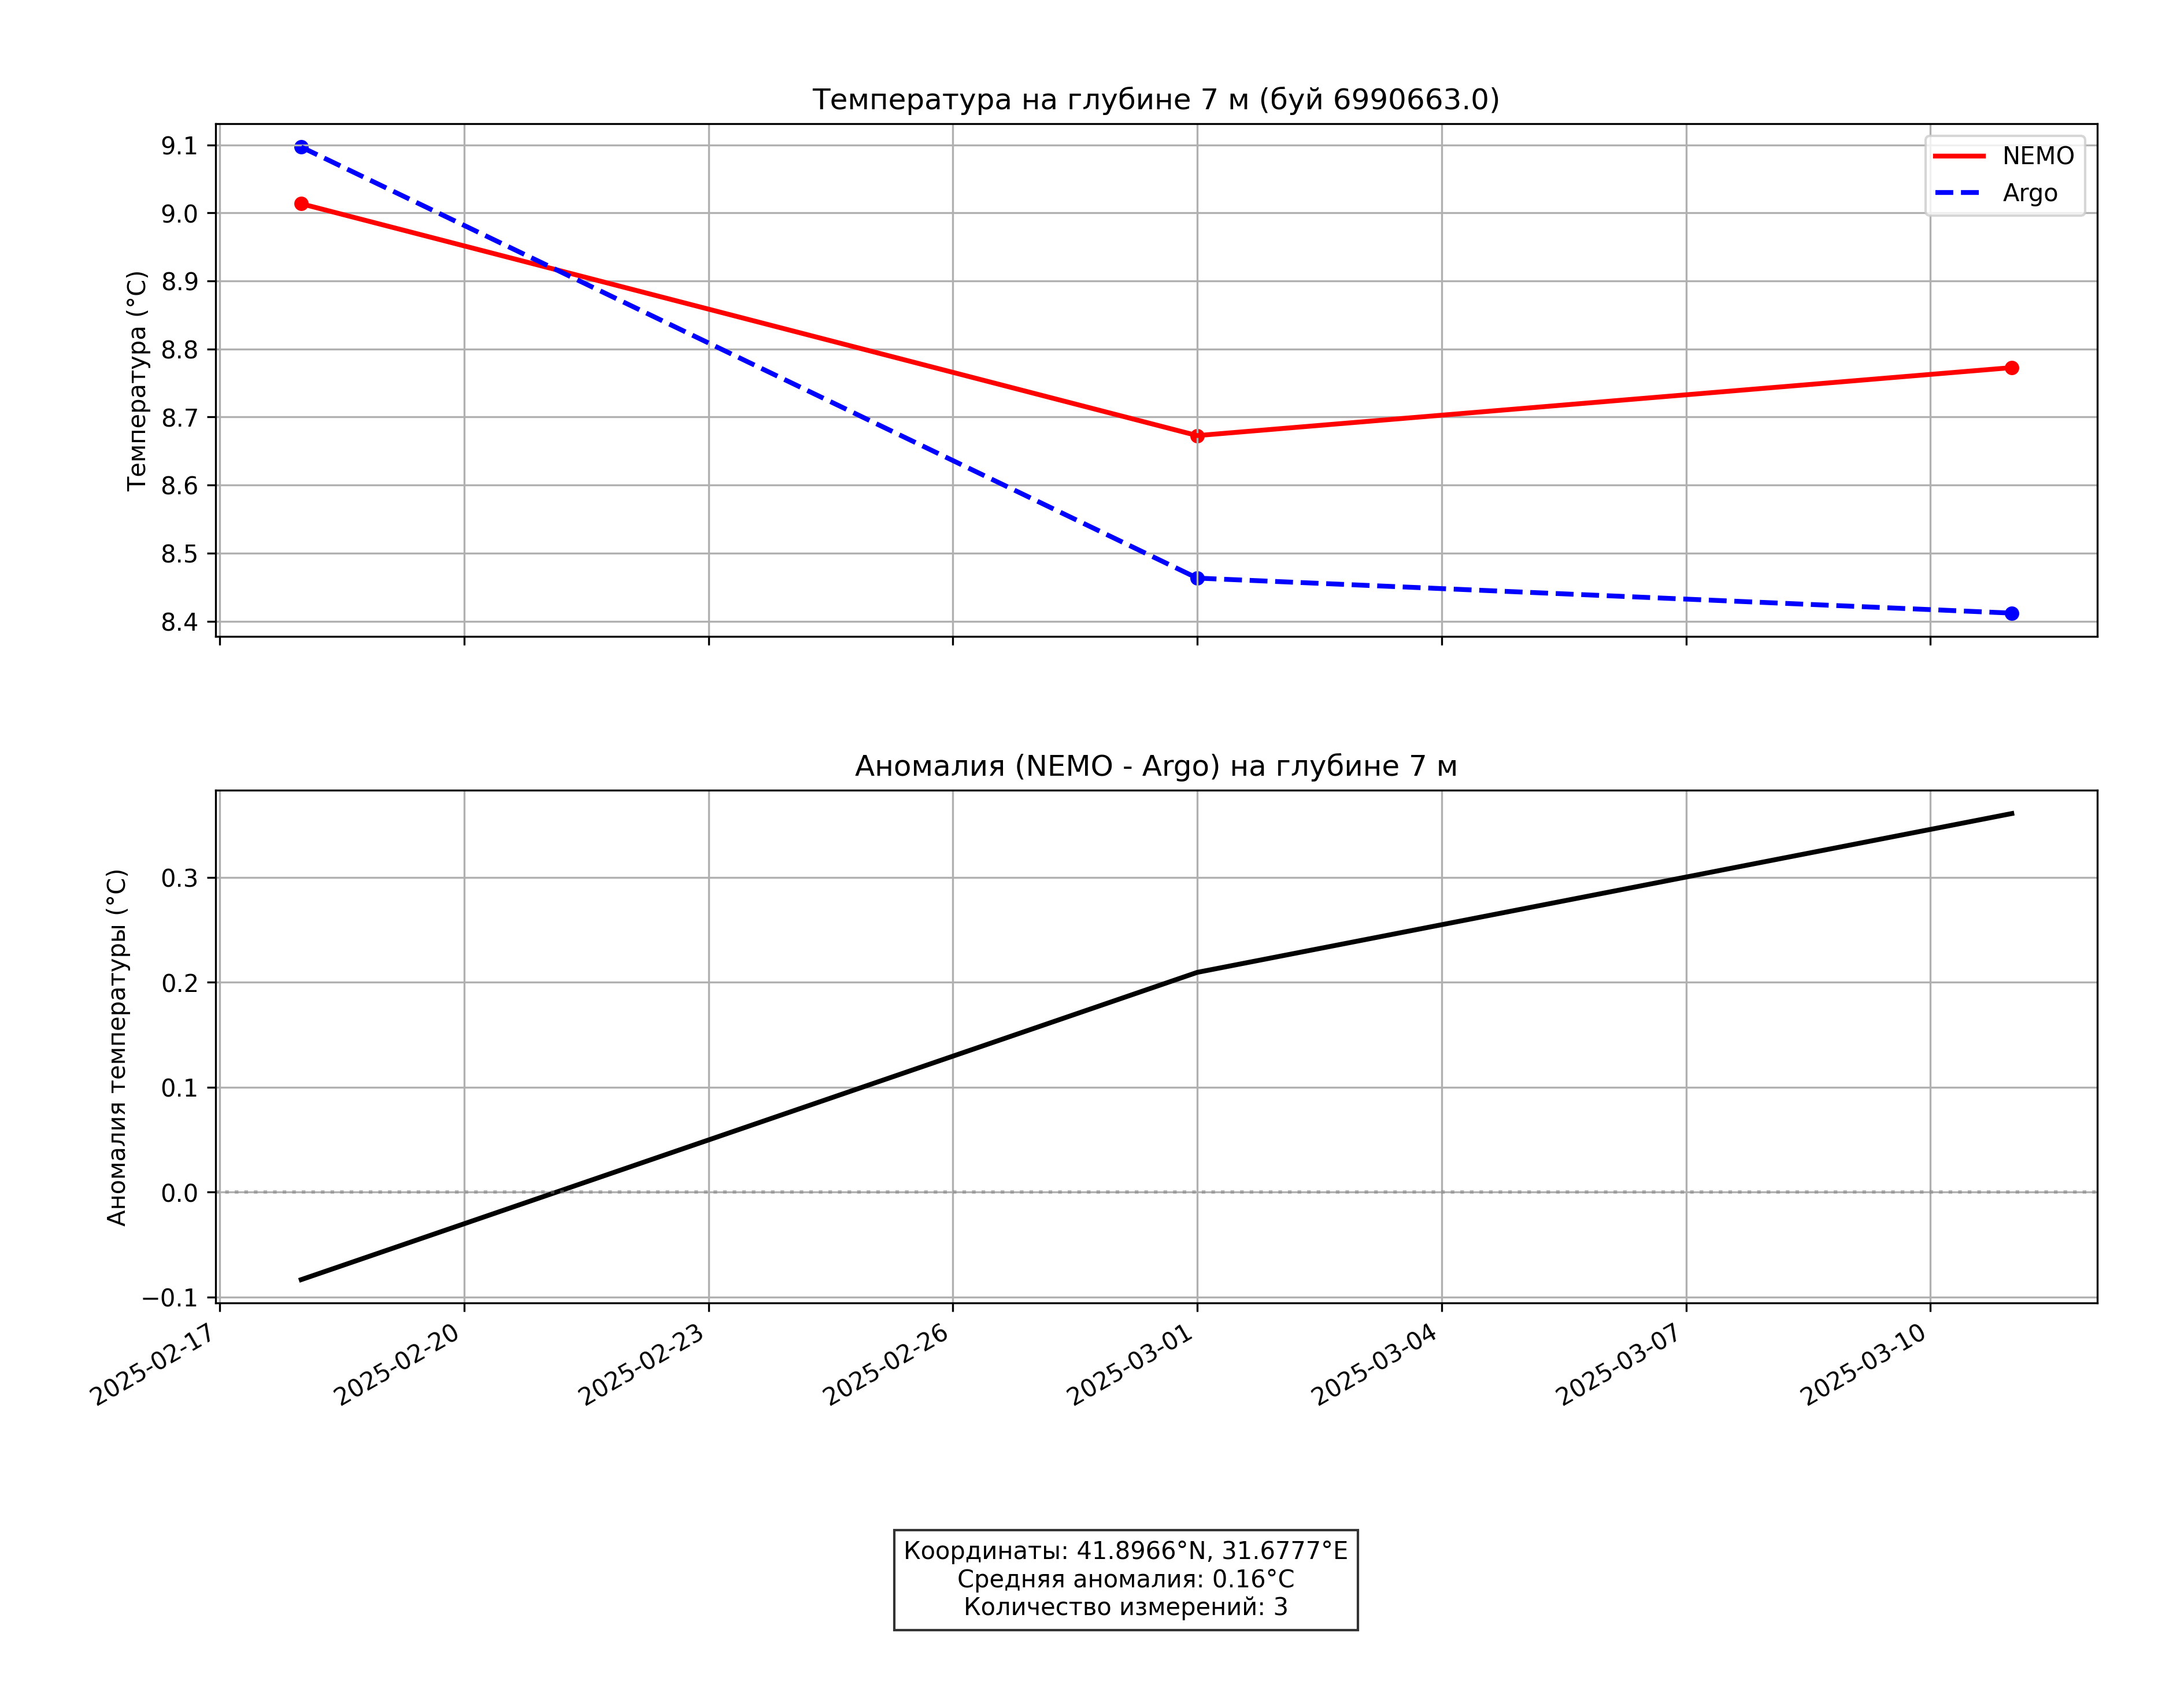 Температура на глубине 7 м (буй 6990663.0)
Температура (°C)
9.1
9.0
8.9
8.8
8.7
8.6
8.5
8.4
NEMO
Argo
Аномалия (NEMO - Argo) на глубине 7 м
Аномалия температуры (°C)
0.3
0.2
0.1
0.0
−0.1
2025-02-17
2025-02-20
2025-02-23
2025-02-26
2025-03-01
2025-03-04
2025-03-07
2025-03-10
Координаты: 41.8966°N, 31.6777°E
Средняя аномалия: 0.16°C
Количество измерений: 3